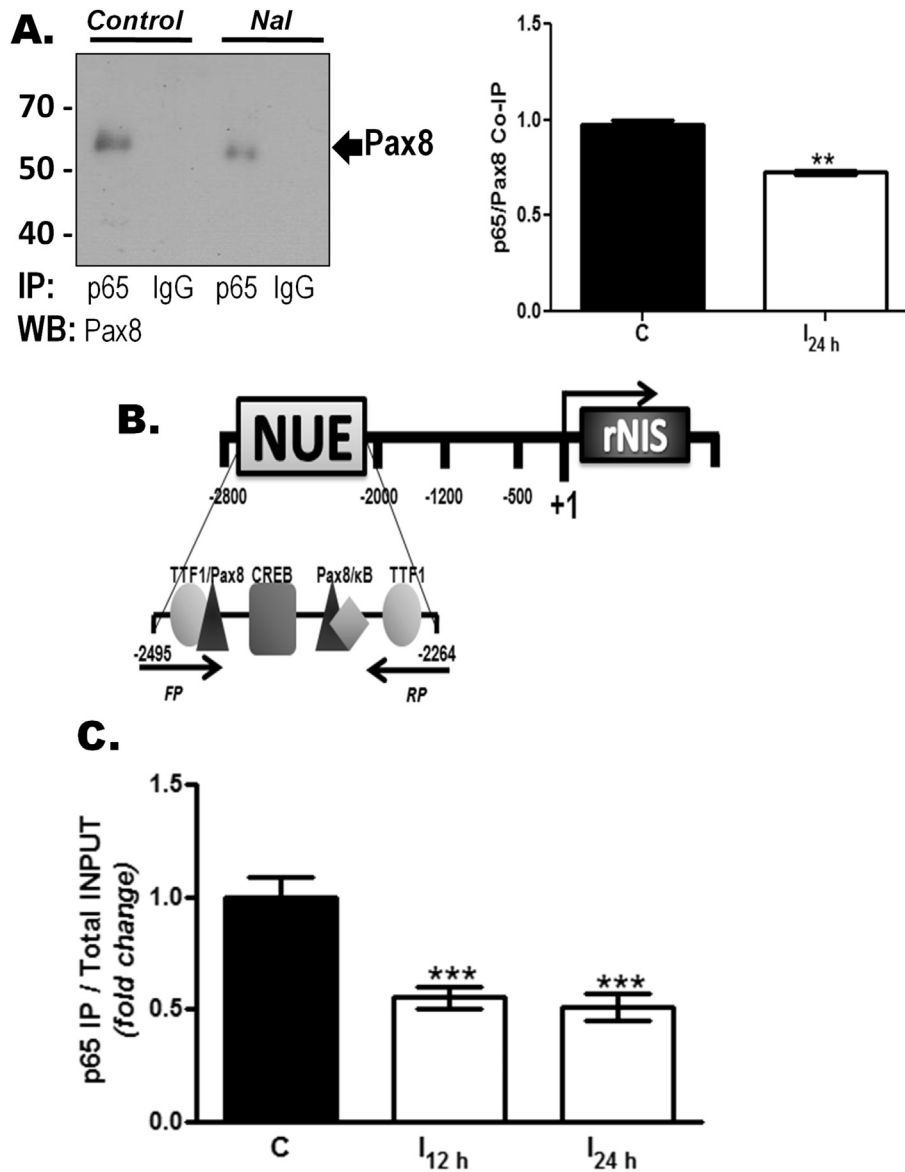 A.
Control NaI
70 -
50 -
40 -
Pax8
IP: p65 IgG p65 IgG
WB: Pax8
p65/Pax8 Co-IP
1.5
1.0
0.5
0.0
**
C I24 h
B.
NUE rNIS
-2800 -2000 -1200 -500 +1
TTF1/Pax8 CREB Pax8/κB TTF1
-2495 -2264
FP RP
C.
p65 IP / Total INPUT
(fold change)
1.5
1.0
0.5
0.0
*** ***
C I12 h I24 h